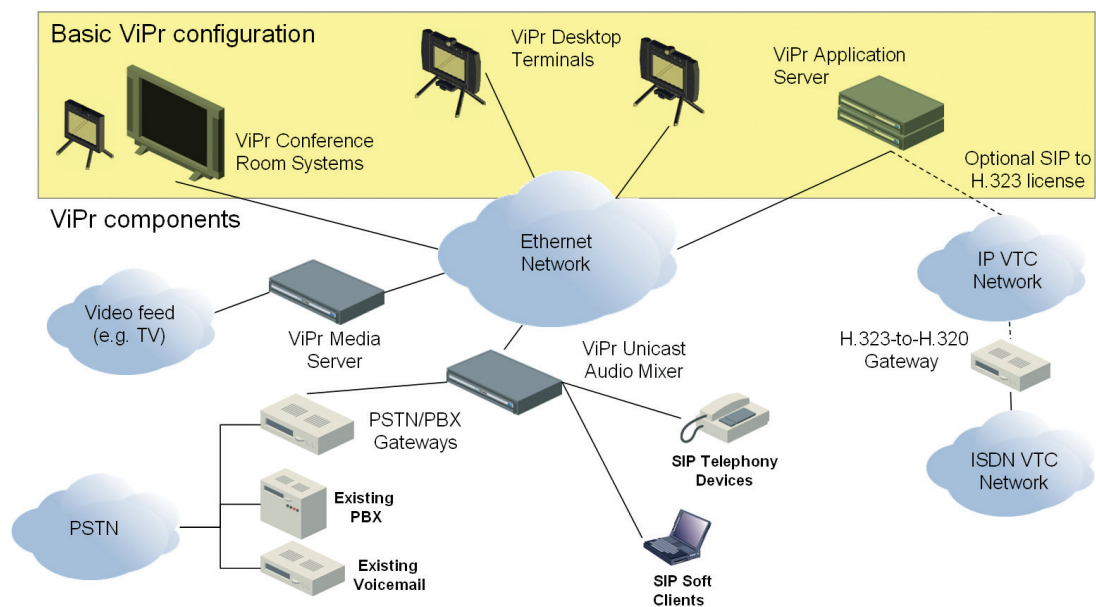 Basic ViPr configuration
ViPr Desktop
Terminals
ViPr Application
Server
ViPr Conference
Room Systems
Optional SIP to
H.323 license
ViPr components
Ethernet
Network
IP VTC
Network
Video feed
(e.g. TV)
ViPr Media
Server
ViPr Unicast
Audio Mixer
H.323-to-H.320
Gateway
PSTN/PBX
Gateways
SIP Telephony
Devices
ISDN VTC
Network
Existing
PBX
PSTN
Existing
Voicemail
SIP Soft
Clients